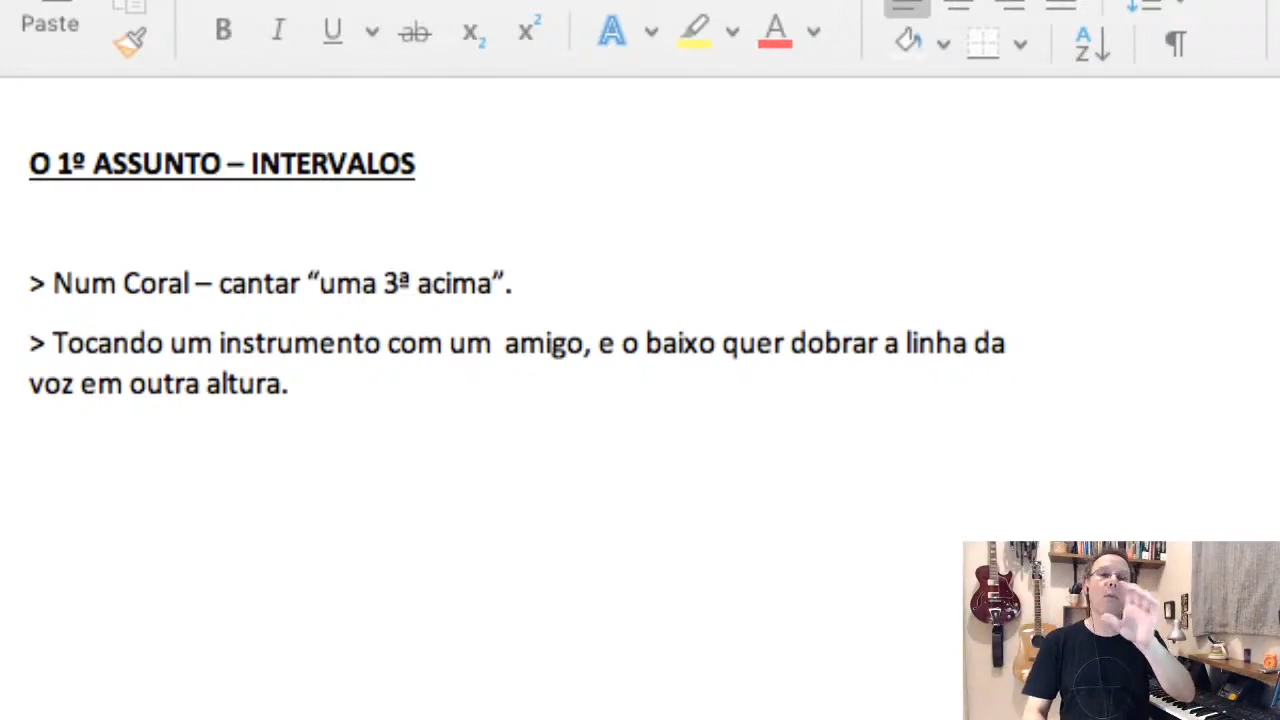 Paste
B I U ab x2 x2 A A A Z ¶
O 1º ASSUNTO – INTERVALOS
> Num Coral – cantar “uma 3ª acima”.
> Tocando um instrumento com um  amigo, e o baixo quer dobrar a linha da
voz em outra altura.